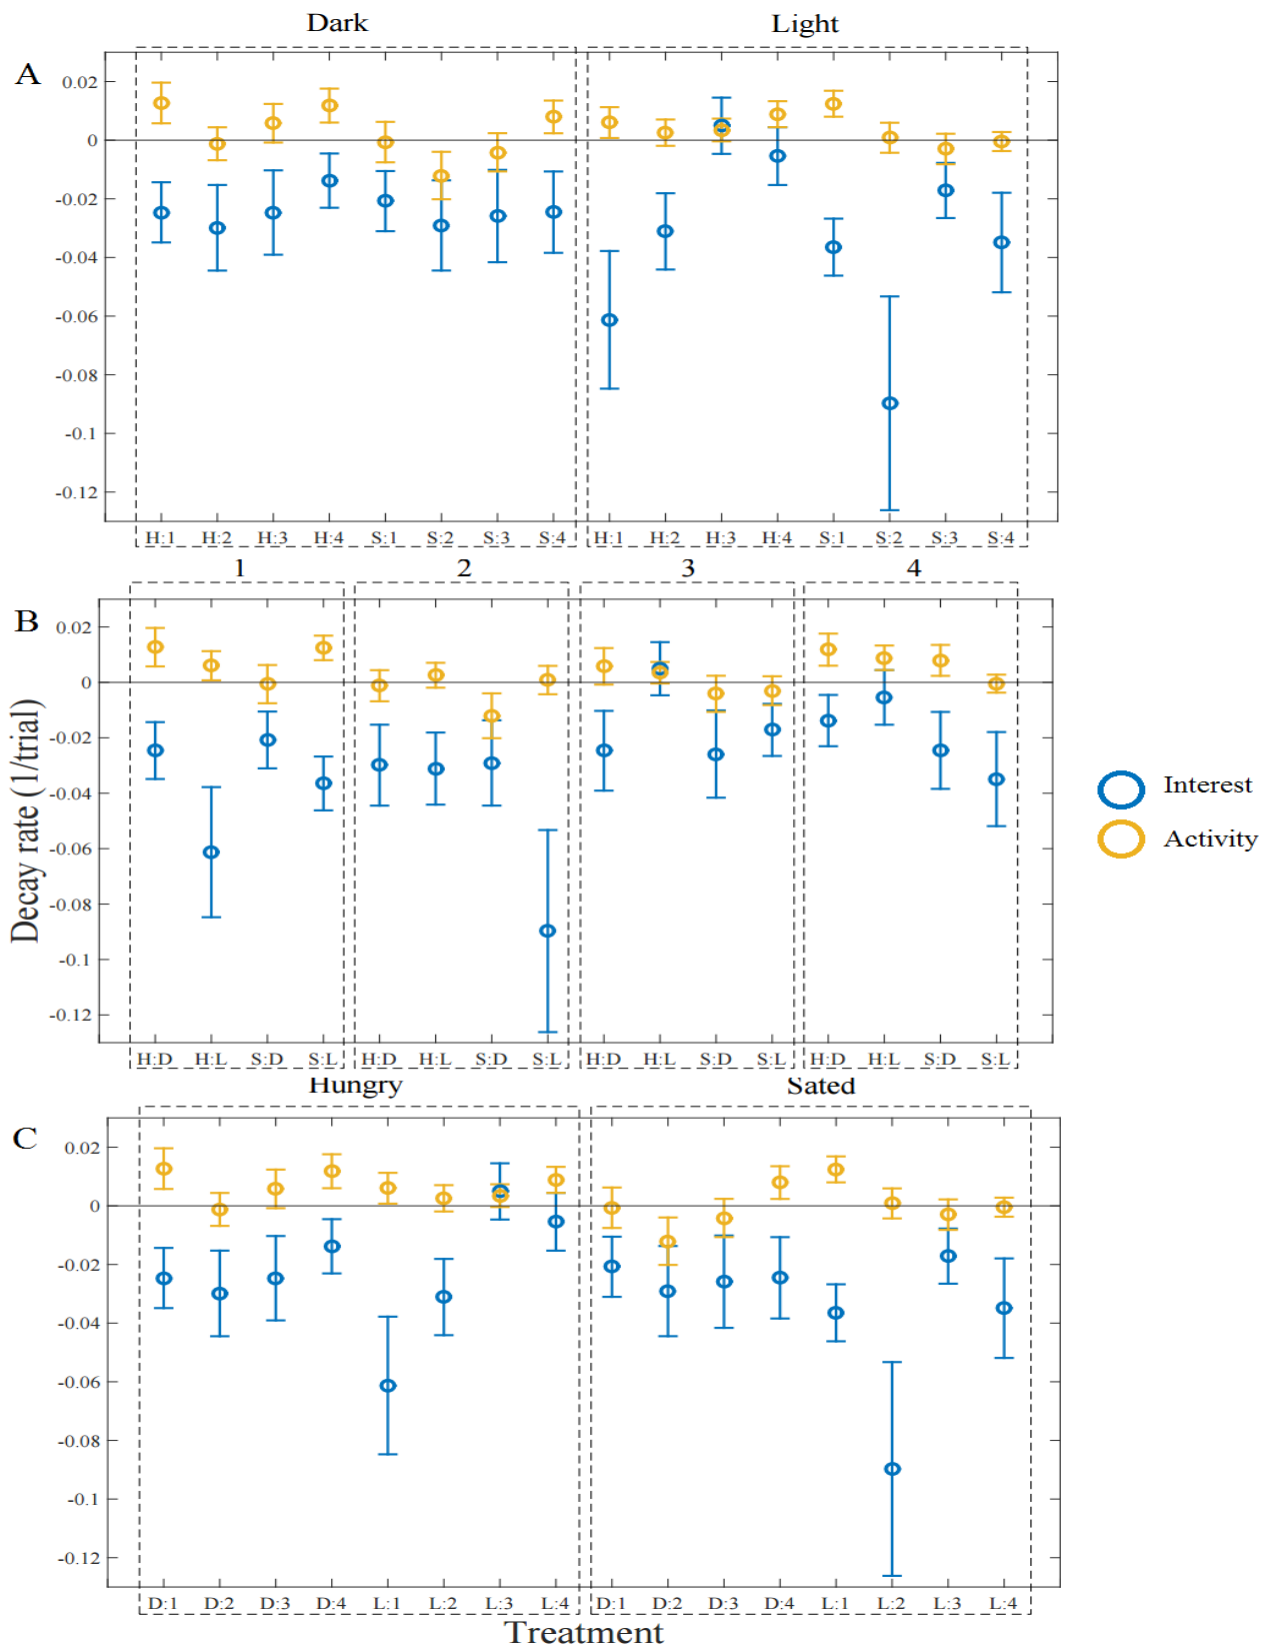 Dark Light
A
0.02
0
-0.02
-0.04
-0.06
-0.08
-0.1
-0.12
H:1 H:2 H:3 H:4 S:1 S:2 S:3 S:4 H:1 H:2 H:3 H:4 S:1 S:2 S:3 S:4
1 2 3 4
B
0.02
0
-0.02
-0.04
-0.06
-0.08
-0.1
-0.12
H:D H:L S:D S:L H:D H:L S:D S:L H:D H:L S:D S:L H:D H:L S:D S:L
Decay rate (1/trial)
Interest
Activity
Hungry Sated
C
0.02
0
-0.02
-0.04
-0.06
-0.08
-0.1
-0.12
D:1 D:2 D:3 D:4 L:1 L:2 L:3 L:4 D:1 D:2 D:3 D:4 L:1 L:2 L:3 L:4
Treatment